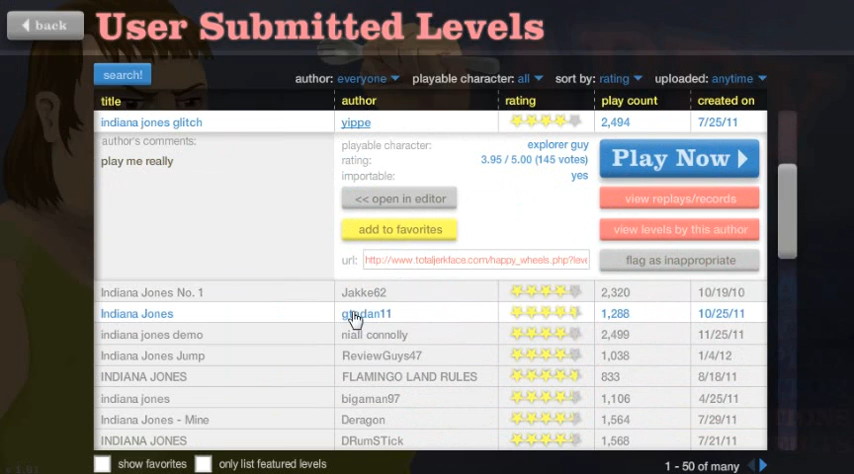 back
User Submitted Levels
search!
author: everyone playable character: all sort by: rating uploaded: anytime
title author rating play count created on
indiana jones glitch yippe 2,494 7/25/11
author's comments:
play me really
playable character: explorer guy
rating: 3.95 / 5.00 (145 votes)
importable: yes
Play Now
<< open in editor
view replays/records
add to favorites
view levels by this author
url: http://www.totaljerkface.com/happy_wheels.php?leve
flag as inappropriate
Indiana Jones No. 1 Jakke62 2,320 10/19/10
Indiana Jones 1,288 10/25/11
indiana jones demo niall connolly 2,499 11/25/11
Indiana Jones Jump ReviewGuys47 1,038 1/4/12
INDIANA JONES FLAMINGO LAND RULES 833 8/18/11
indiana jones bigaman97 1,106 4/25/11
Indiana Jones - Mine Deragon 1,564 7/29/11
INDIANA JONES DRumSTick 1,568 7/21/11
show favorites only list featured levels 1 - 50 of many